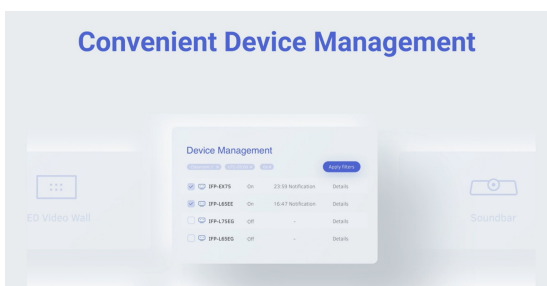 Convenient Device Management
Device Management
Apply filters
IFP-EX75 On 23:55 Notification Details
IFP-L65EE On 16:47 Notification Details
IFP-L75EG Off - Details
IFP-L65EG Off - Details
EO Video Wall
Soundbar